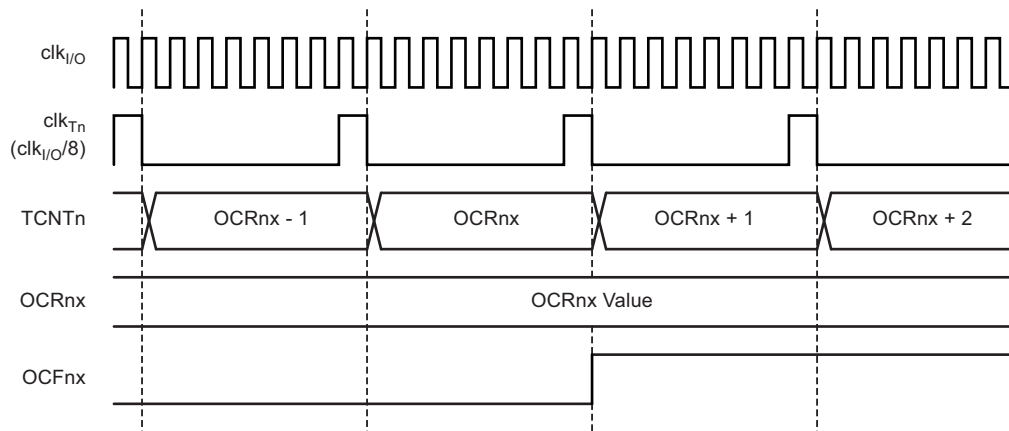 clkI/O
clkTn
(clkI/O/8)
TCNTn OCRnx - 1 OCRnx OCRnx + 1 OCRnx + 2
OCRnx OCRnx Value
OCFnx